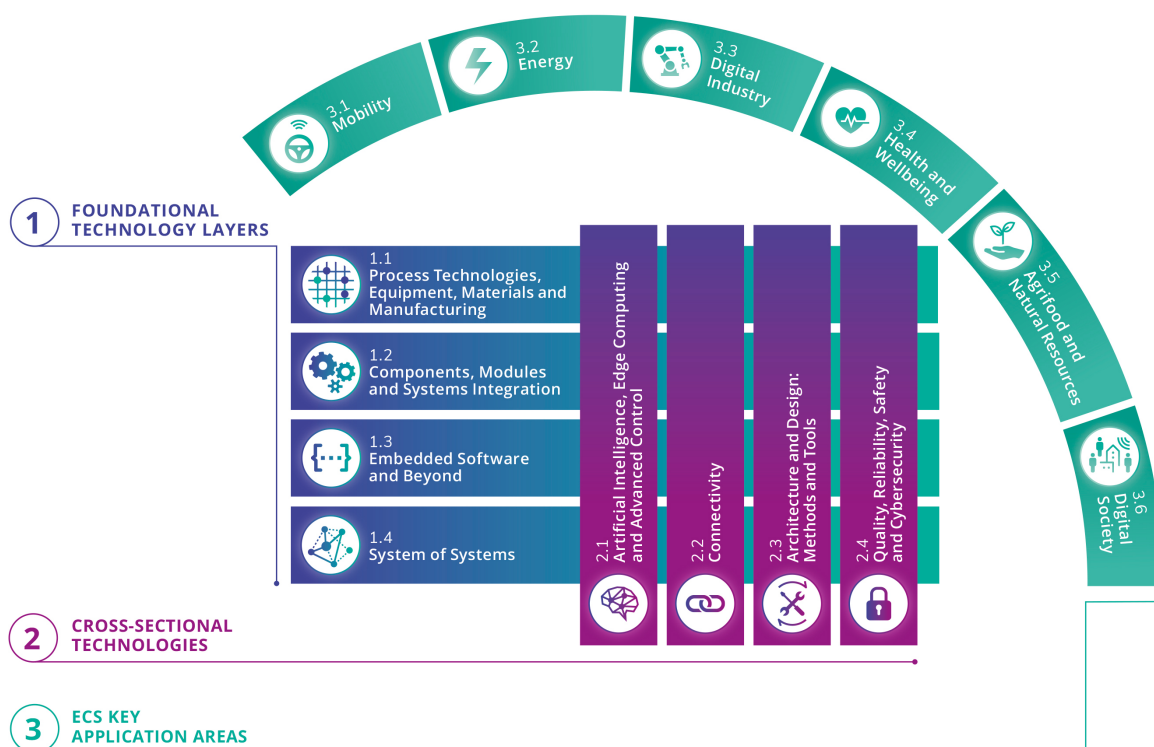 3.1
Mobility
3.2
Energy
3.3
Digital
Industry
3.4
Health and
Wellbeing
3.5
Agrifood and
Natural Resources
3.6
Digital
Society
1
FOUNDATIONAL
TECHNOLOGY LAYERS
1.1
Process Technologies,
Equipment, Materials and
Manufacturing
1.2
Components, Modules
and Systems Integration
1.3
Embedded Software
and Beyond
1.4
System of Systems
2.1
Artificial Intelligence, Edge Computing
and Advanced Control
2.2
Connectivity
2.3
Architecture and Design:
Methods and Tools
2.4
Quality, Reliability, Safety
and Cybersecurity
2
CROSS-SECTIONAL
TECHNOLOGIES
3
ECS KEY
APPLICATION AREAS